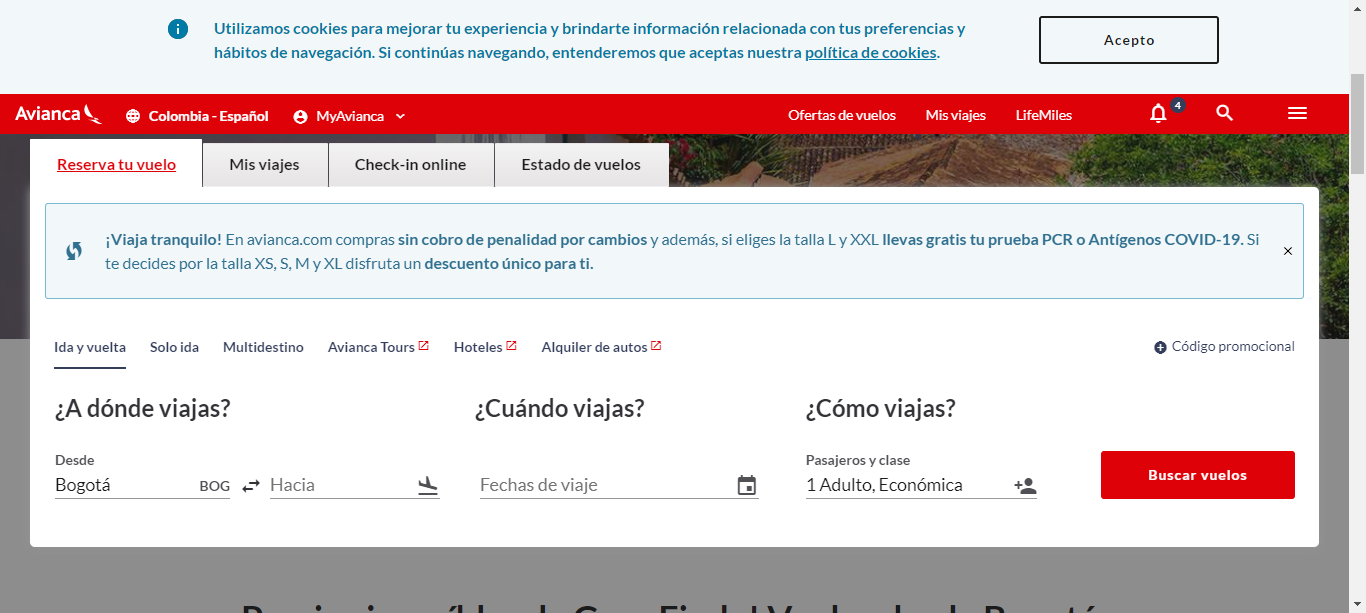 Utilizamos cookies para mejorar tu experiencia y brindarte información relacionada con tus preferencias y
hábitos de navegación. Si continúas navegando, entenderemos que aceptas nuestra política de cookies.
Acepto
Avianca
Colombia - Español
MyAvianca
Ofertas de vuelos
Mis viajes
LifeMiles
4
Reserva tu vuelo
Mis viajes
Check-in online
Estado de vuelos
¡Viaja tranquilo! En avianca.com compras sin cobro de penalidad por cambios y además, si eliges la talla L y XXL llevas gratis tu prueba PCR o Antígenos COVID-19. Si
te decides por la talla XS, S, M y XL disfruta un descuento único para ti.
Ida y vuelta
Solo ida
Multidestino
Avianca Tours
Hoteles
Alquiler de autos
Código promocional
¿A dónde viajas?
¿Cuándo viajas?
¿Cómo viajas?
Desde
Bogotá BOG
Hacia
Fechas de viaje
Pasajeros y clase
1 Adulto, Económica
Buscar vuelos